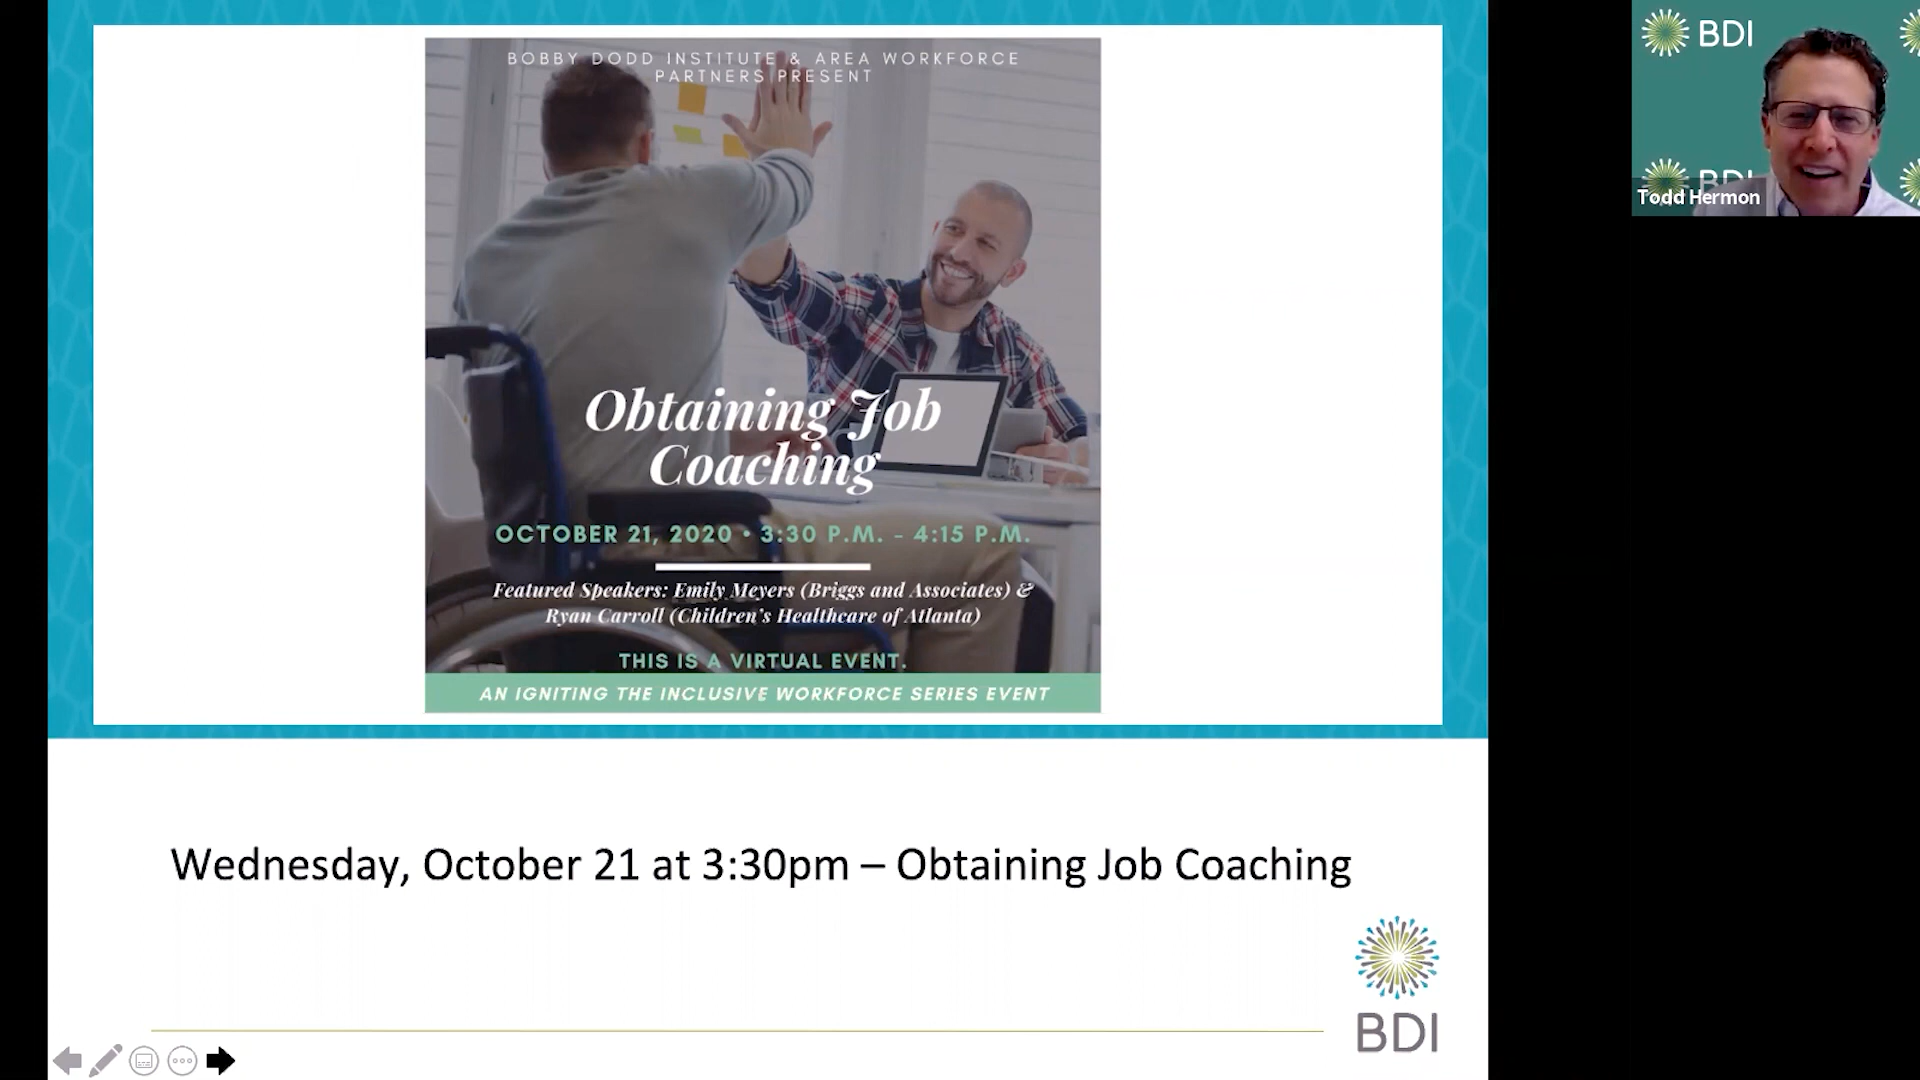 BOBBY DODD INSTITUTE & AREA WORKFORCE
PARTNERS PRESENT
Obtaining Job
Coaching
OCTOBER 21, 2020 • 3:30 P.M. - 4:15 P.M.
Featured Speakers: Emily Meyers (Briggs and Associates) &
Ryan Carroll (Children's Healthcare of Atlanta)
THIS IS A VIRTUAL EVENT.
AN IGNITING THE INCLUSIVE WORKFORCE SERIES EVENT
Wednesday, October 21 at 3:30pm – Obtaining Job Coaching
BDI
BDI
BDI
Todd Hermon